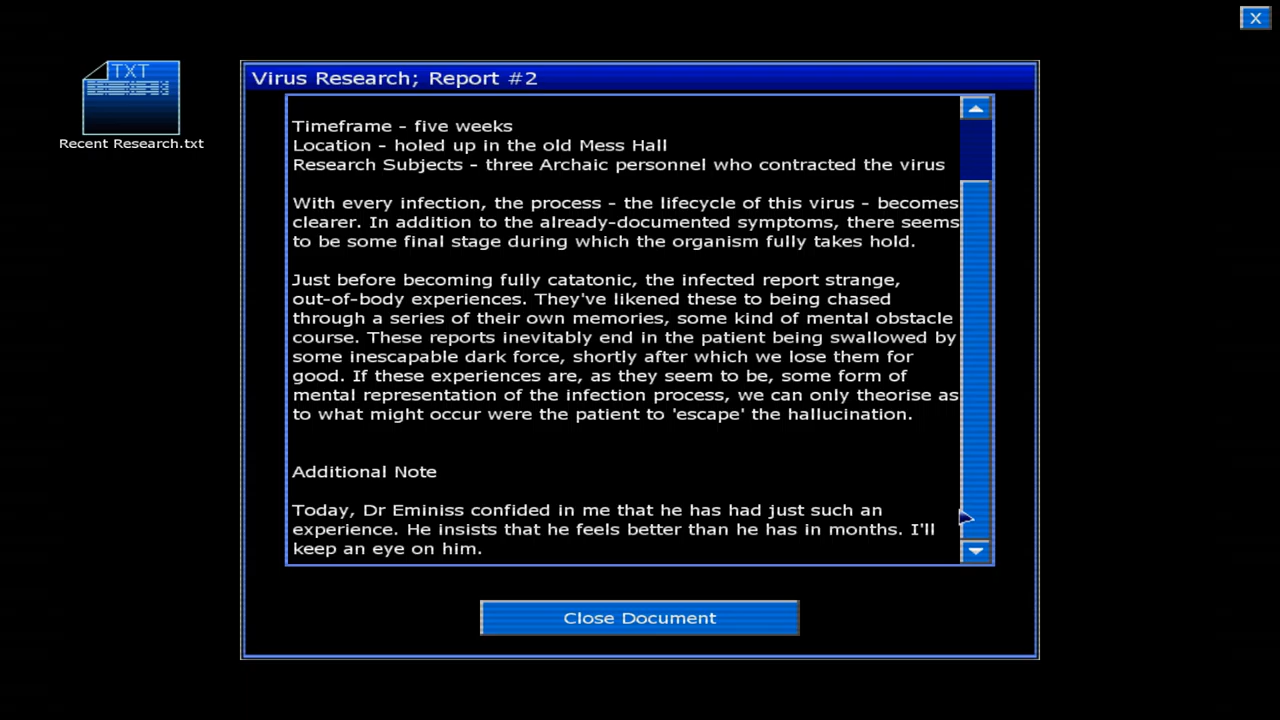 X
TXT
Recent Research.txt
Virus Research; Report #2
Timeframe - five weeks
Location - holed up in the old Mess Hall
Research Subjects - three Archaic personnel who contracted the virus
With every infection, the process - the lifecycle of this virus - becomes
clearer. In addition to the already-documented symptoms, there seems
to be some final stage during which the organism fully takes hold.
Just before becoming fully catatonic, the infected report strange,
out-of-body experiences. They've likened these to being chased
through a series of their own memories, some kind of mental obstacle
course. These reports inevitably end in the patient being swallowed by
some inescapable dark force, shortly after which we lose them for
good. If these experiences are, as they seem to be, some form of
mental representation of the infection process, we can only theorise as
to what might occur were the patient to 'escape' the hallucination.
Additional Note
Today, Dr Eminiss confided in me that he has had just such an
experience. He insists that he feels better than he has in months. I'll
keep an eye on him.
Close Document